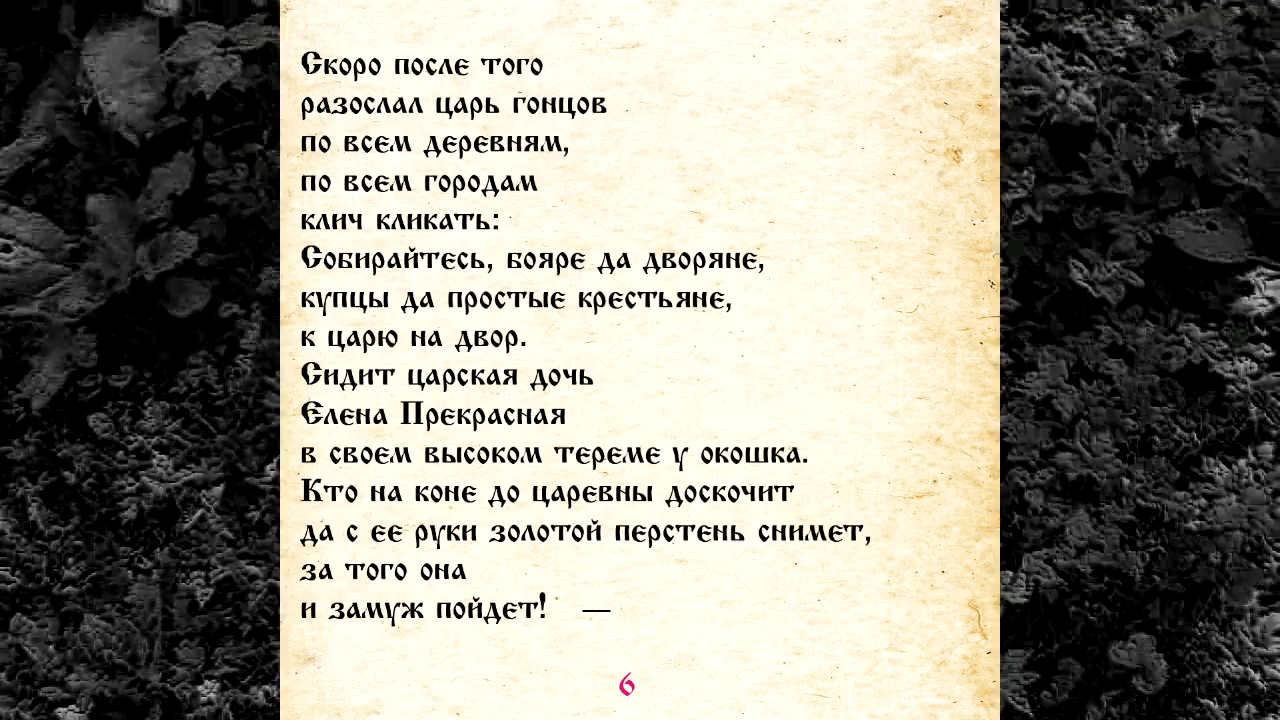 Скоро после того
разослал царь гонцов
по всем деревням,
по всем городам
клич кликать:
Собирайтесь, бояре да дворяне,
купцы да простые крестьяне,
к царю на двор.
Сидит царская дочь
Елена Прекрасная
в своем высоком тереме у окошка.
Кто на коне до царевны доскочит
да с ее руки золотой перстень снимет,
за того она
и замуж пойдет! —
6